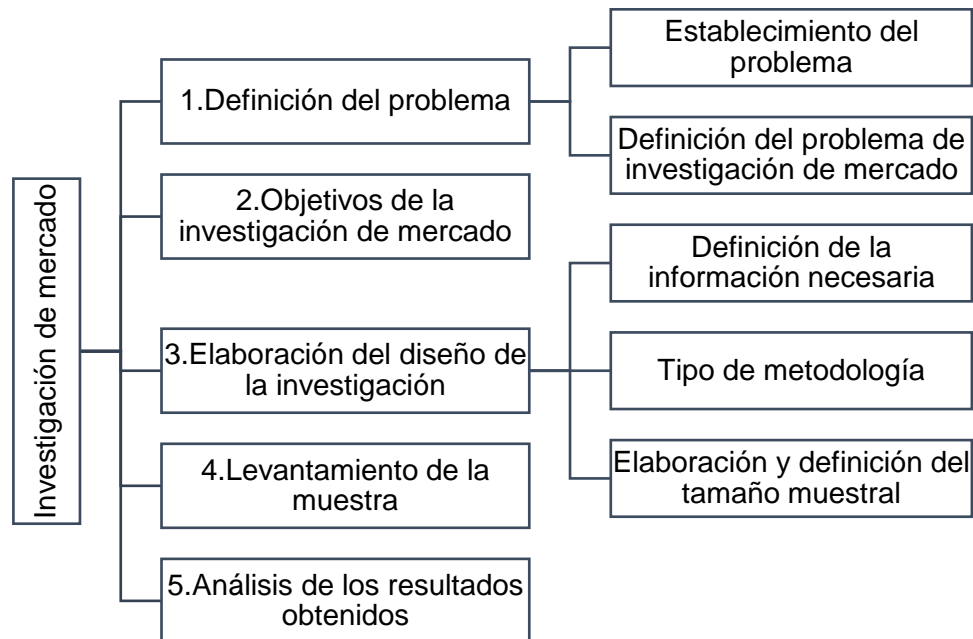 Investigación de mercado
1.Definición del problema
Establecimiento del
problema
Definición del problema de
investigación de mercado
2.Objetivos de la
investigación de mercado
3.Elaboración del diseño de
la investigación
Definición de la
información necesaria
Tipo de metodología
Elaboración y definición del
tamaño muestral
4.Levantamiento de la
muestra
5.Análisis de los resultados
obtenidos